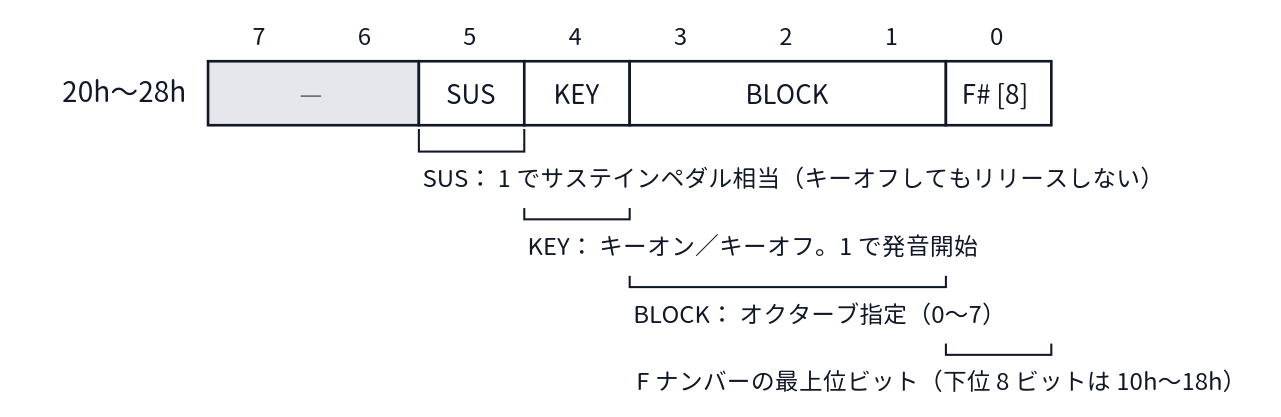 7 6 5 4 3 2 1 0
20h～28h — SUS KEY BLOCK F# [8]
SUS： 1 でサステインペダル相当（キーオフしてもリリースしない）
KEY： キーオン／キーオフ。1 で発音開始
BLOCK： オクターブ指定（0～7）
F ナンバーの最上位ビット（下位 8 ビットは 10h～18h）